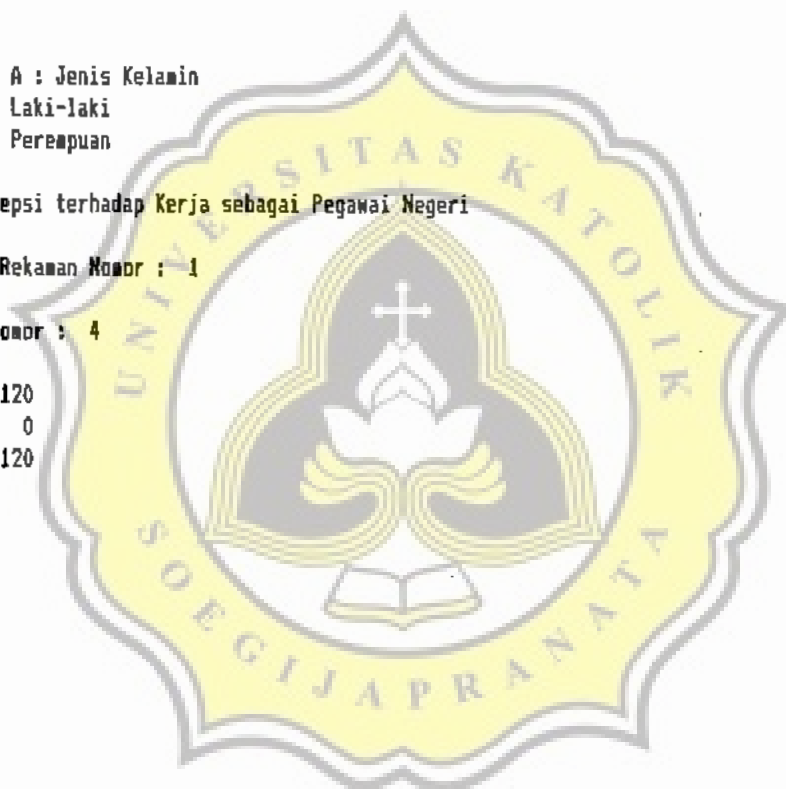 A : Jenis Kelamin
Laki-laki
Perempuan
epsi terhadap Kerja sebagai Pegawai Negeri
Rekaman Nomor : 1
omor : 4
120
0
120
UNIVERSITAS KATOLIK
SOEGIJAPRANATA